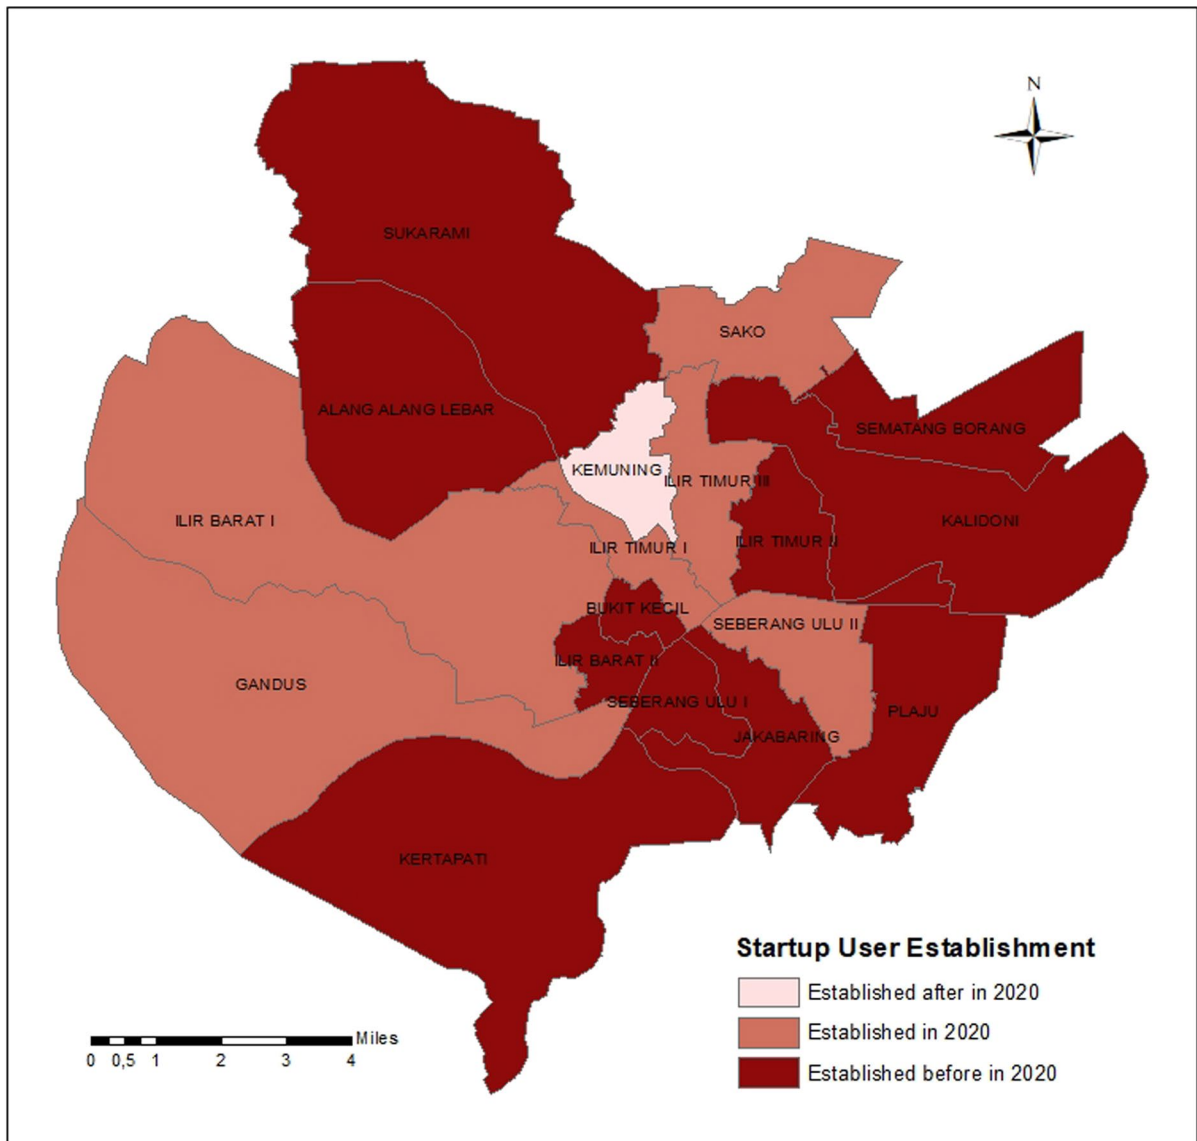 N
SUKARAMI
SAKO
ALANG ALANG LEBAR
SEMATANG BORANG
KEMUNING
ILIR TIMUR III
ILIR BARAT I
KALIDONI
ILIR TIMUR I
ILIR TIMUR II
BUKIT KECIL
SEBERANG ULU II
ILIR BARAT II
GANDUS
SEBERANG ULU I
PLAJU
JAKABARING
KERTAPATI
Startup User Establishment
Established after in 2020
Established in 2020
Established before in 2020
Miles
0 0,5 1 2 3 4